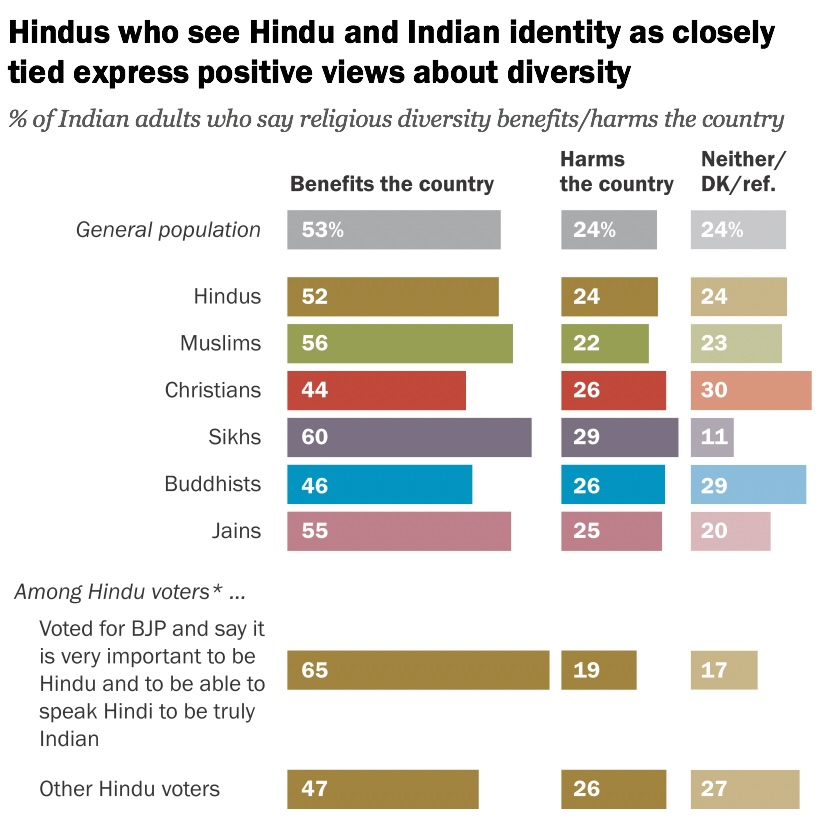 Hindus who see Hindu and Indian identity as closely
tied express positive views about diversity
% of Indian adults who say religious diversity benefits/harms the country
Benefits the country
Harms
the country
Neither/
DK/ref.
General population 53% 24% 24%
Hindus 52 24 24
Muslims 56 22 23
Christians 44 26 30
Sikhs 60 29 11
Buddhists 46 26 29
Jains 55 25 20
Among Hindu voters* ...
Voted for BJP and say it
is very important to be
Hindu and to be able to
speak Hindi to be truly
Indian
65 19 17
Other Hindu voters 47 26 27